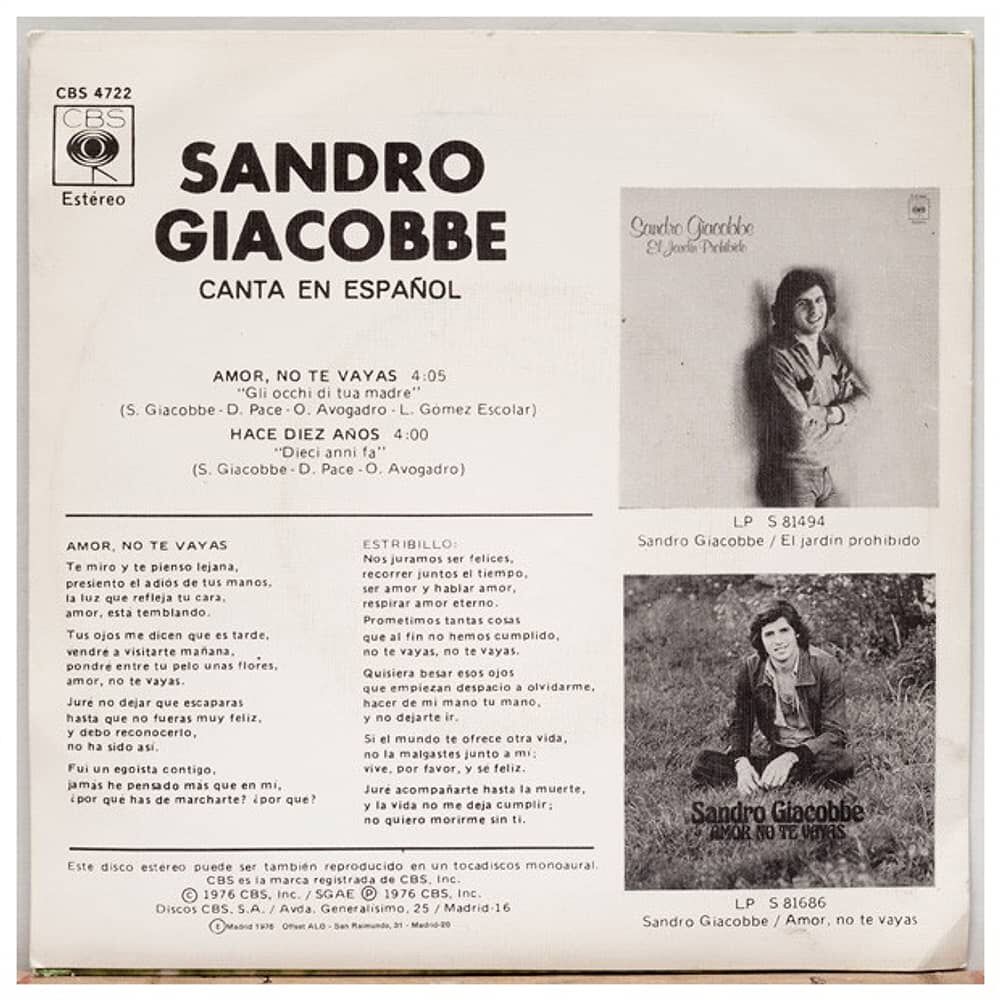 CBS 4722
CBS
Estéreo
SANDRO
GIACOBBE
CANTA EN ESPAÑOL
AMOR, NO TE VAYAS 4:05
"Gli occhi di tua madre"
(S. Giacobbe - D. Pace - O. Avogadro - L. Gómez Escolar)
HACE DIEZ AÑOS 4:00
"Dieci anni fa"
(S. Giacobbe - D. Pace - O. Avogadro)
AMOR, NO TE VAYAS
Te miro y te pienso lejana,
presiento el adiós de tus manos,
la luz que refleja tu cara,
amor, está temblando.
Tus ojos me dicen que es tarde,
vendré a visitarte mañana,
pondré entre tu pelo unas flores,
amor, no te vayas.
Juré no dejar que escaparas
hasta que no fueras muy feliz,
y debo reconocerlo,
no ha sido así.
Fui un egoísta contigo,
jamás he pensado más que en mí,
¿por qué has de marcharte? ¿por qué?
ESTRIBILLO:
Nos juramos ser felices,
recorrer juntos el tiempo,
ser amor y hablar amor,
respirar amor eterno.
Prometimos tantas cosas
que al fin no hemos cumplido,
no te vayas, no te vayas.
Quisiera besar esos ojos
que empiezan despacio a olvidarme,
hacer de mi mano tu mano,
y no dejarte ir.
Si el mundo te ofrece otra vida,
no la malgastes junto a mí;
vive, por favor, y sé feliz.
Juré acompañarte hasta la muerte,
y la vida no me deja cumplir;
no quiero morirme sin ti.
Este disco estéreo puede ser también reproducido en un tocadiscos monoaural.
CBS es la marca registrada de CBS, Inc.
© 1976 CBS, Inc. / SGAE ℗ 1976 CBS, Inc.
Discos CBS, S.A. / Avda. Generalísimo, 25 / Madrid-16
Ⓔ Madrid 1976 Offset ALO - San Raimundo, 31 - Madrid-20
Sandro Giacobbe
El Jardín Prohibido
LP S 81494
Sandro Giacobbe / El jardín prohibido
Sandro Giacobbe
AMOR NO TE VAYAS
LP S 81686
Sandro Giacobbe / Amor, no te vayas